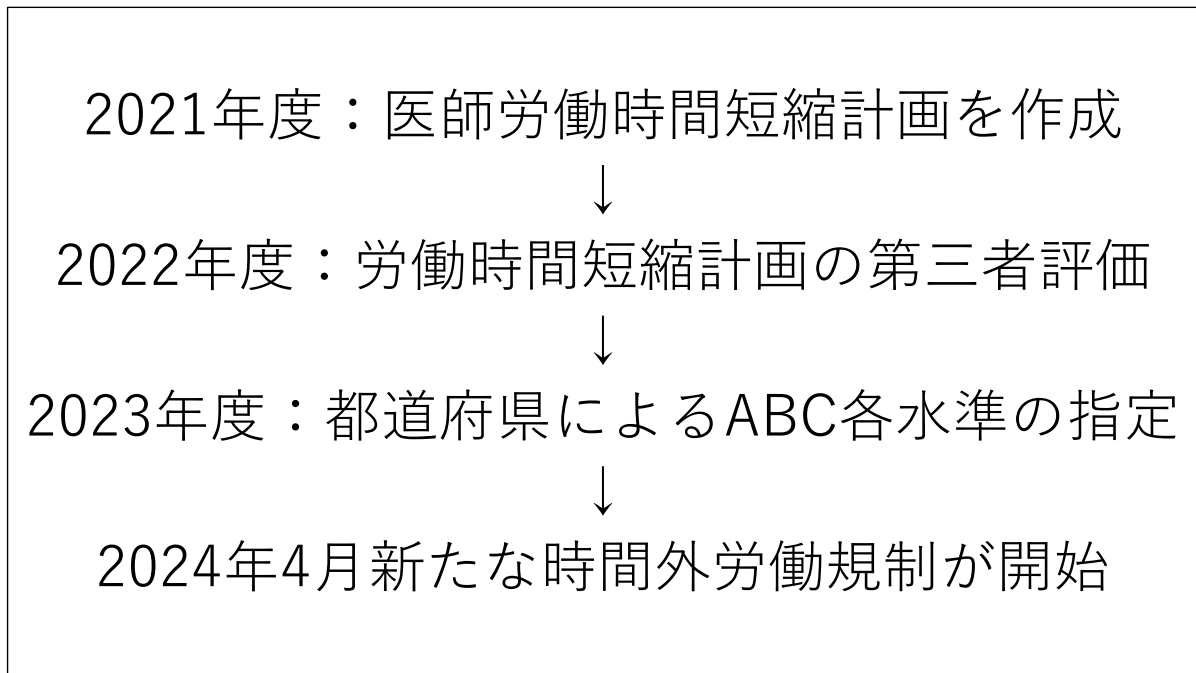 2021年度：医師労働時間短縮計画を作成
↓
2022年度：労働時間短縮計画の第三者評価
↓
2023年度：都道府県によるABC各水準の指定
↓
2024年4月新たな時間外労働規制が開始